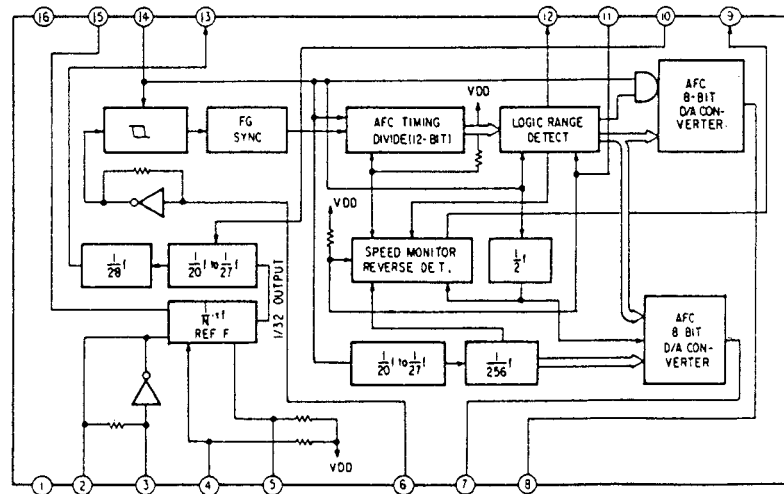 16 15 14 13 12 11 10 9
FG
SYNC
VDD
AFC TIMING
DIVIDE(12-BIT)
LOGIC RANGE
DETECT
AFC
8-BIT
D/A CON-
VERTER.
VDD
1/28 f
1/20 f to 1/27 f
SPEED MONITOR
REVERSE DET.
1/2 f
1/32 OUTPUT
REF F
1/20 f to 1/27 f
1/256 f
AFC
8 BIT
D/A CON-
VERTER
VDD
1 2 3 4 5 6 7 8